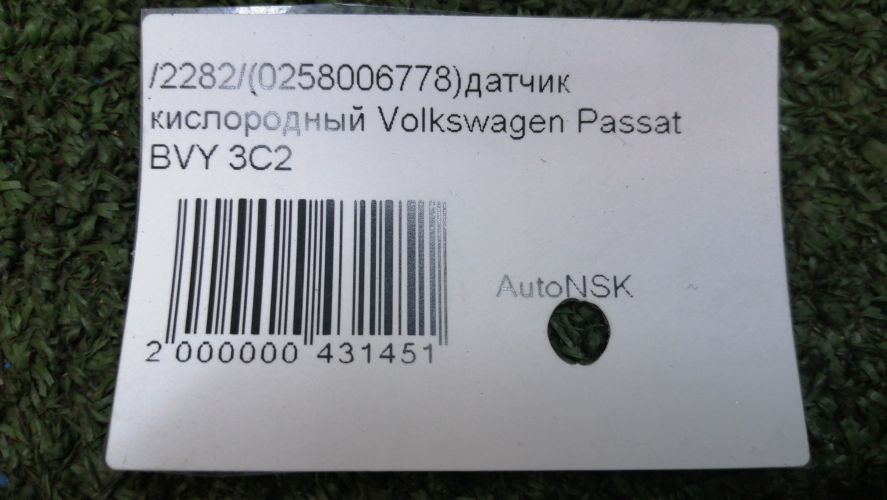 /2282/(0258006778)датчик
кислородный Volkswagen Passat
BVY 3C2
AutoNSK
2 000000 431451